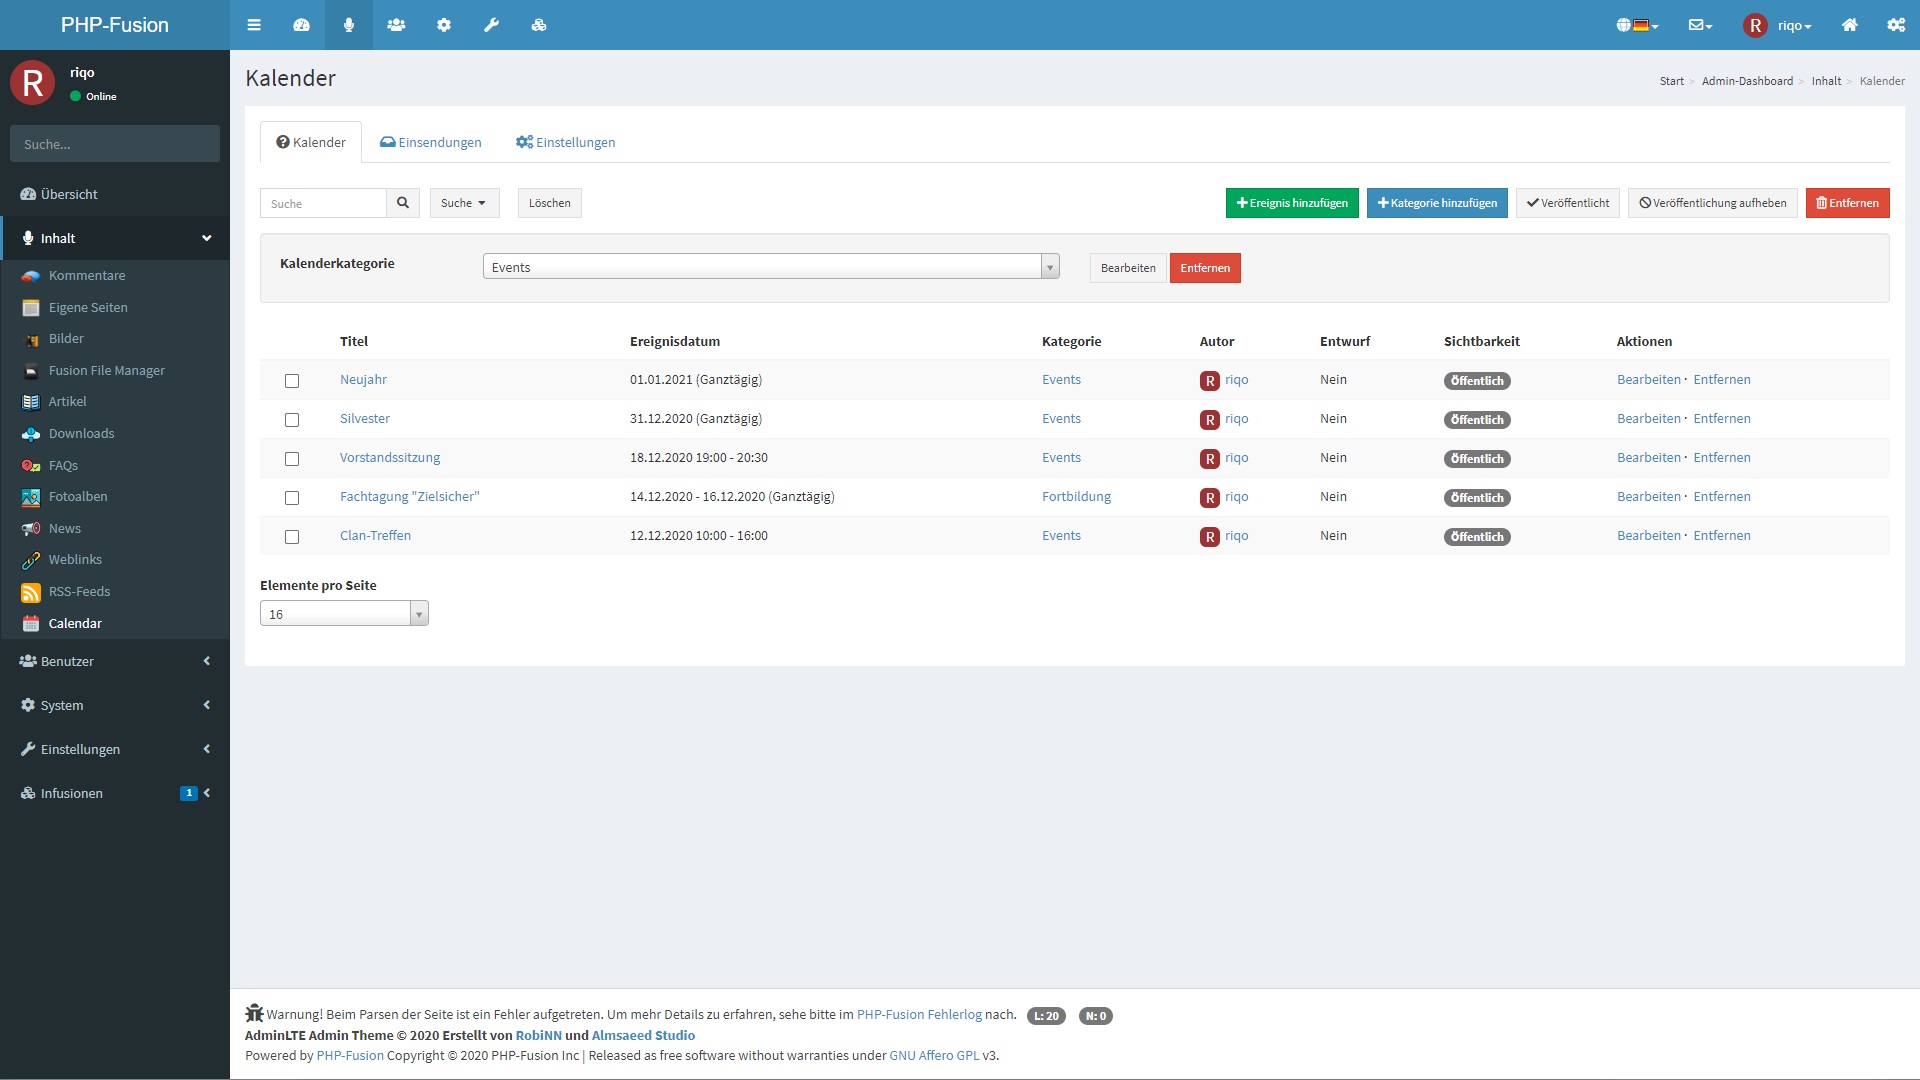 PHP-Fusion
R riqo
R riqo
Online
Suche...
Übersicht
Inhalt
Kommentare
Eigene Seiten
Bilder
Fusion File Manager
Artikel
Downloads
FAQs
Fotoalben
News
Weblinks
RSS-Feeds
Calendar
Benutzer
System
Einstellungen
Infusionen 1
Kalender
Start > Admin-Dashboard > Inhalt > Kalender
Kalender Einsendungen Einstellungen
Suche Suche Löschen Ereignis hinzufügen Kategorie hinzufügen Veröffentlicht Veröffentlichung aufheben Entfernen
Kalenderkategorie Events Bearbeiten Entfernen
Titel Ereignisdatum Kategorie Autor Entwurf Sichtbarkeit Aktionen
Neujahr 01.01.2021 (Ganztägig) Events R riqo Nein Öffentlich Bearbeiten · Entfernen
Silvester 31.12.2020 (Ganztägig) Events R riqo Nein Öffentlich Bearbeiten · Entfernen
Vorstandssitzung 18.12.2020 19:00 - 20:30 Events R riqo Nein Öffentlich Bearbeiten · Entfernen
Fachtagung "Zielsicher" 14.12.2020 - 16.12.2020 (Ganztägig) Fortbildung R riqo Nein Öffentlich Bearbeiten · Entfernen
Clan-Treffen 12.12.2020 10:00 - 16:00 Events R riqo Nein Öffentlich Bearbeiten · Entfernen
Elemente pro Seite
16
Warnung! Beim Parsen der Seite ist ein Fehler aufgetreten. Um mehr Details zu erfahren, sehe bitte im PHP-Fusion Fehlerlog nach. L: 20 N: 0
AdminLTE Admin Theme © 2020 Erstellt von RobiNN und Almsaeed Studio
Powered by PHP-Fusion Copyright © 2020 PHP-Fusion Inc | Released as free software without warranties under GNU Affero GPL v3.